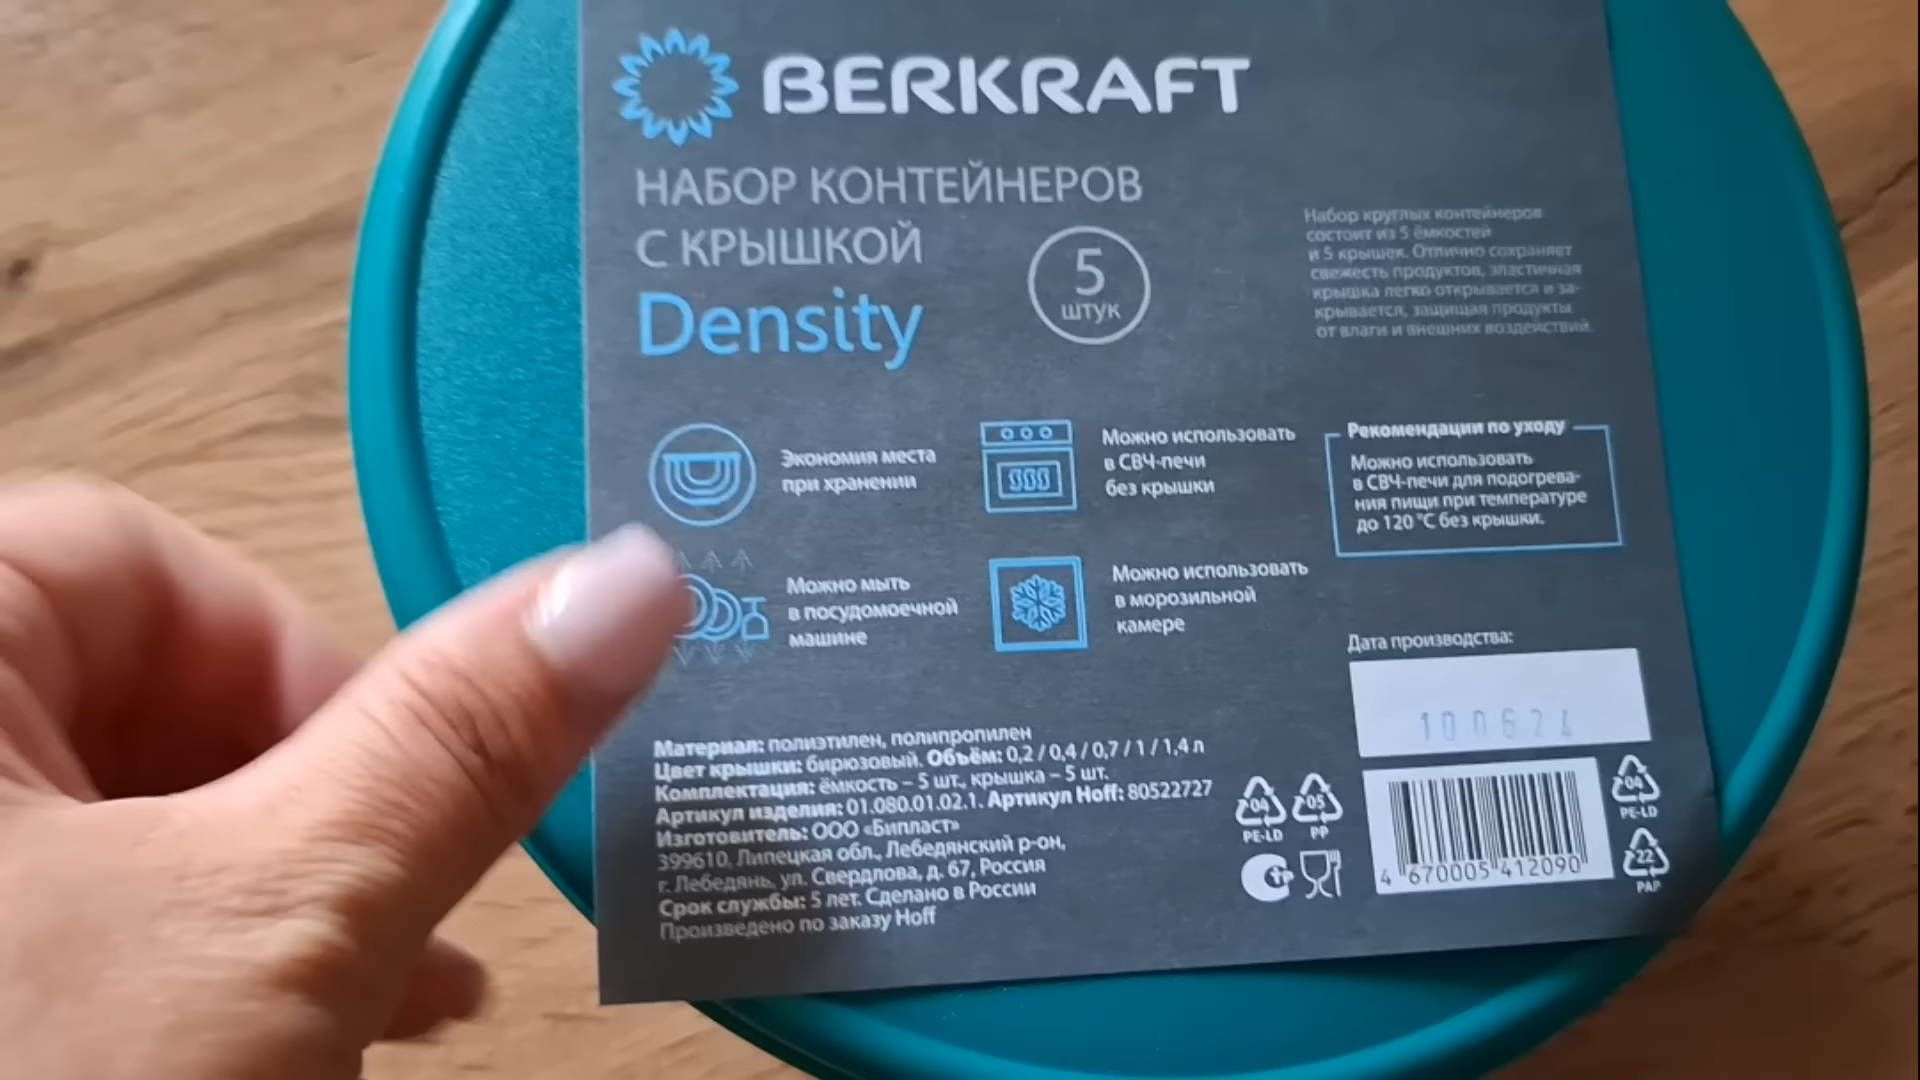 BERKRAFT
НАБОР КОНТЕЙНЕРОВ
С КРЫШКОЙ
Density
5
штук
Набор круглых контейнеров
состоит из 5 ёмкостей
и 5 крышек. Отлично сохраняет
свежесть продуктов, эластичная
крышка легко открывается и за-
крывается, защищая продукты
от влаги и внешних воздействий.
Экономия места
при хранении
Можно использовать
в СВЧ-печи
без крышки
Рекомендации по уходу
Можно использовать
в СВЧ-печи для подогрева-
ния пищи при температуре
до 120 °С без крышки.
Можно мыть
в посудомоечной
машине
Можно использовать
в морозильной
камере
Дата производства:
100624
Материал: полиэтилен, полипропилен
Цвет крышки: бирюзовый. Объём: 0,2 / 0,4 / 0,7 / 1 / 1,4 л
Комплектация: ёмкость – 5 шт., крышка – 5 шт.
Артикул изделия: 01.080.01.02.1. Артикул Hoff: 80522727
Изготовитель: ООО «Бипласт»
399610, Липецкая обл., Лебедянский р-он,
г. Лебедянь, ул. Свердлова, д. 67, Россия
Срок службы: 5 лет. Сделано в России
Произведено по заказу Hoff
04
PE-LD
05
PP
4 670005 412090
04
PE-LD
22
PAP